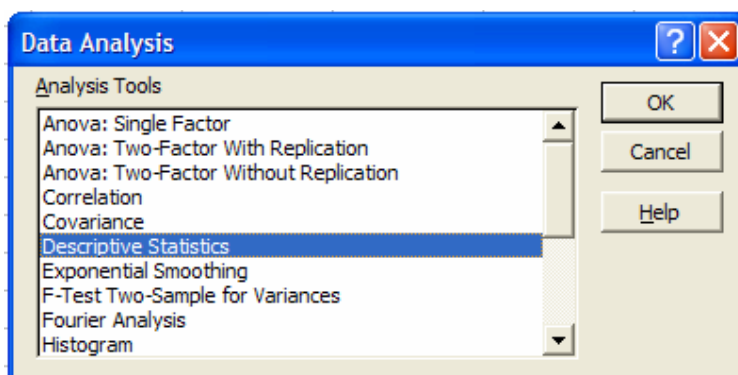 Data Analysis
Analysis Tools
Anova: Single Factor
Anova: Two-Factor With Replication
Anova: Two-Factor Without Replication
Correlation
Covariance
Descriptive Statistics
Exponential Smoothing
F-Test Two-Sample for Variances
Fourier Analysis
Histogram
OK
Cancel
Help